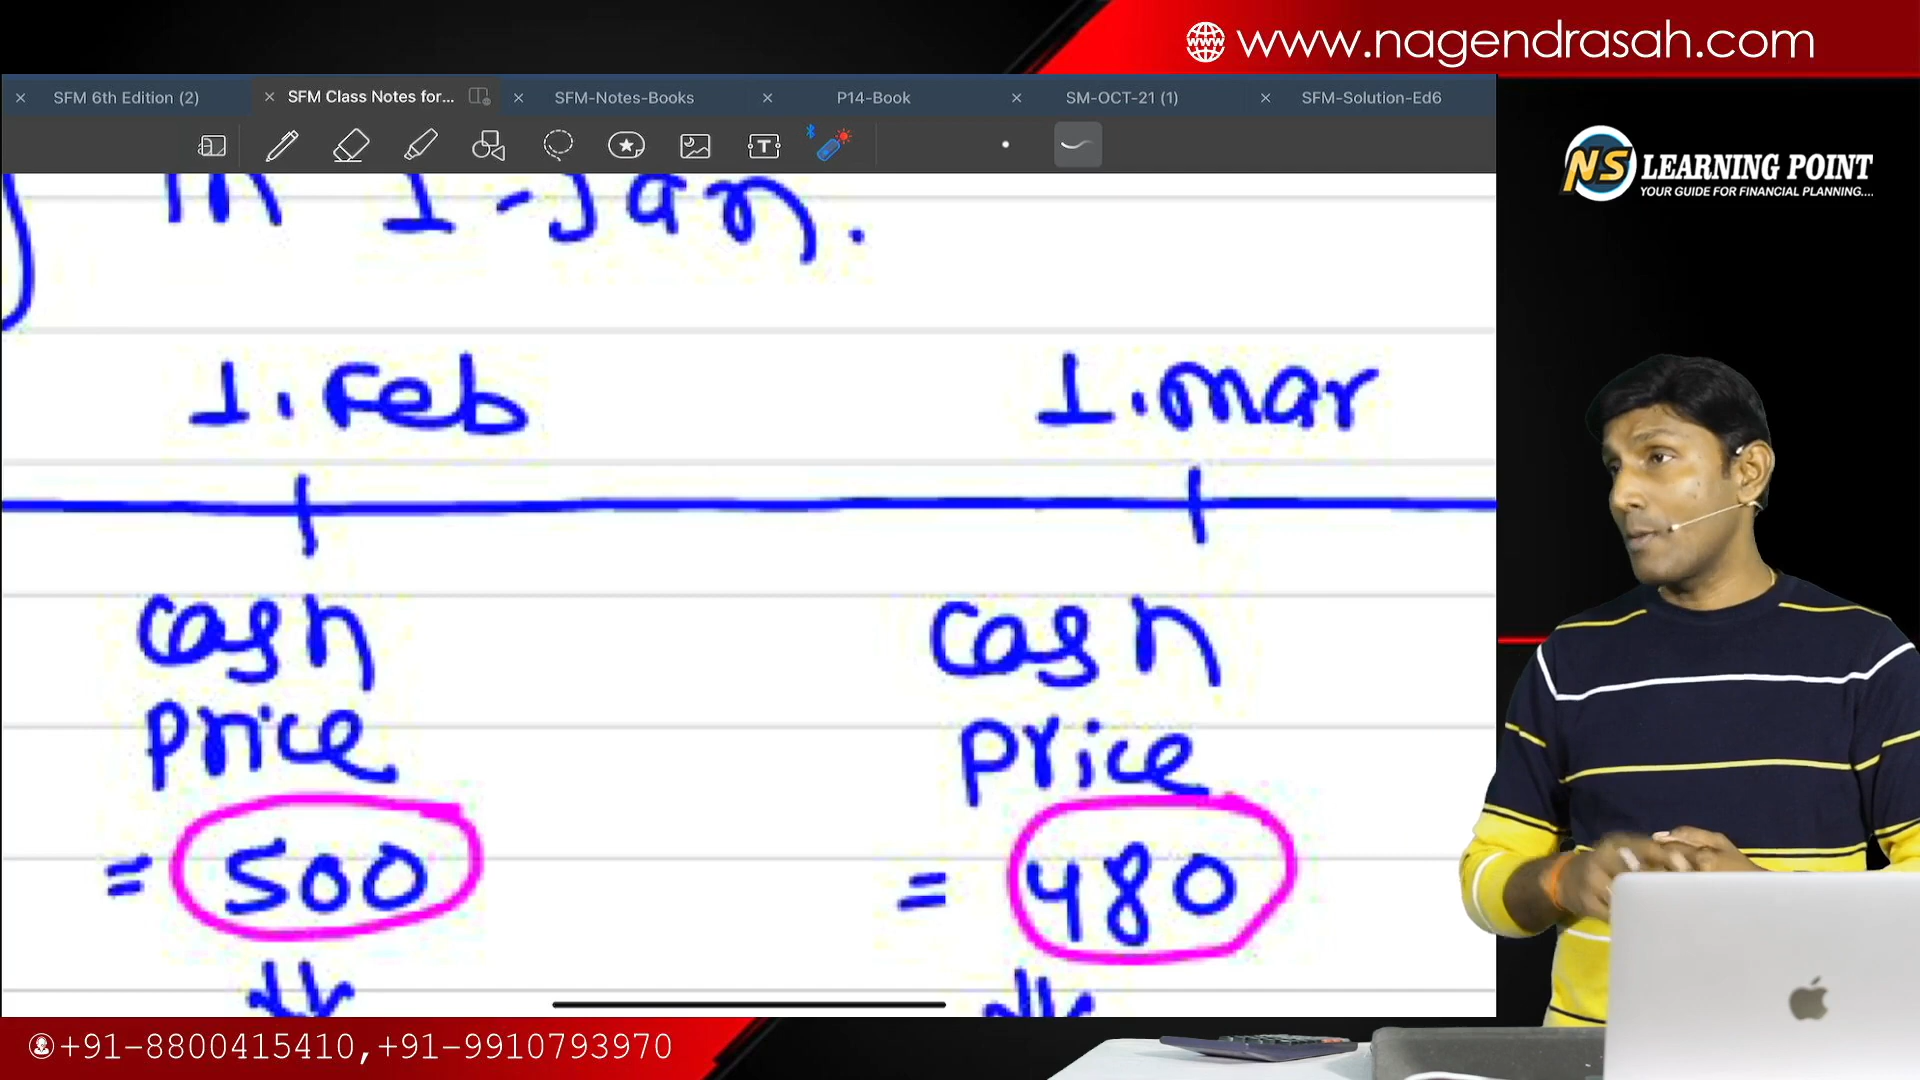 www.nagendrasah.com
SFM 6th Edition (2)
SFM Class Notes for...
SFM-Notes-Books
P14-Book
SM-OCT-21 (1)
SFM-Solution-Ed6
NS LEARNING POINT
YOUR GUIDE FOR FINANCIAL PLANNING....
in 1-Jan.
1. Feb
1. mar
cash
price
= 500
cash
price
= 480
+91-8800415410,+91-9910793970